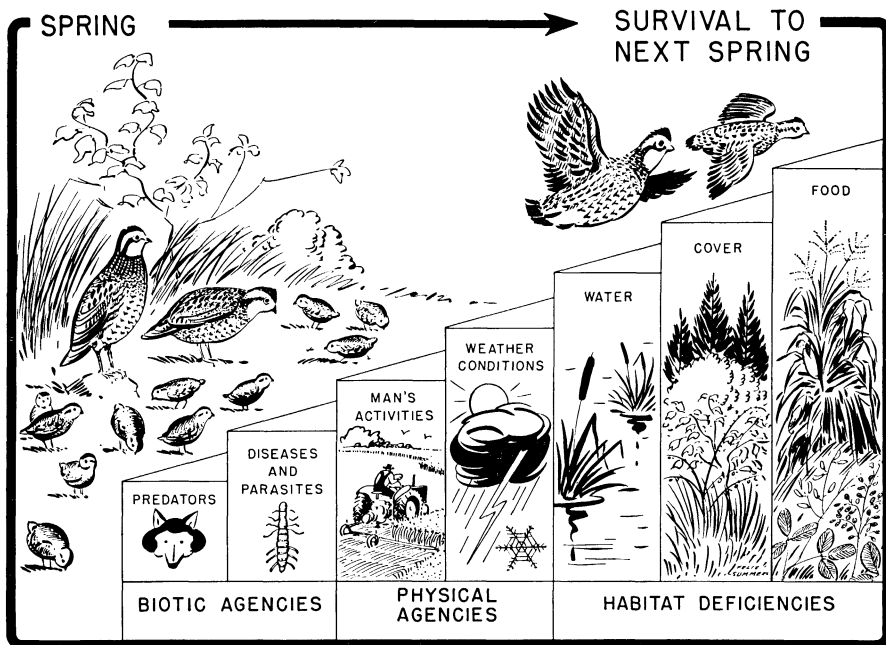 SPRING
SURVIVAL TO
NEXT SPRING
FOOD
COVER
WATER
WEATHER
CONDITIONS
MAN'S
ACTIVITIES
DISEASES
AND
PARASITES
PREDATORS
BIOTIC AGENCIES
PHYSICAL
AGENCIES
HABITAT DEFICIENCIES